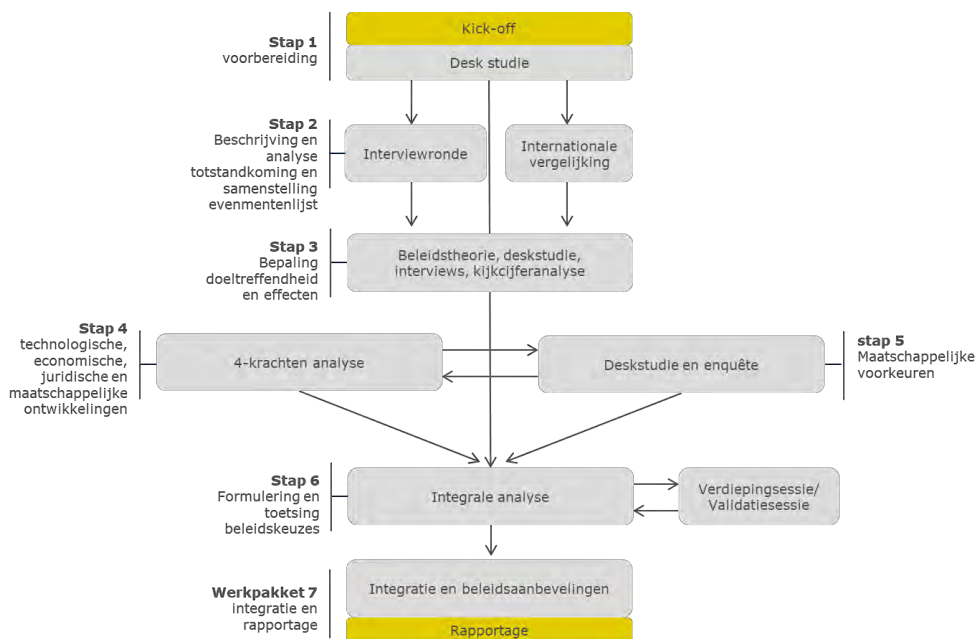 Kick-off
Stap 1
voorbereiding
Desk studie
Stap 2
Beschrijving en
analyse
totstandkoming en
samenstelling
evenmentenlijst
Interviewronde
Internationale
vergelijking
Stap 3
Bepaling
doeltreffendheid
en effecten
Beleidstheorie, deskstudie,
interviews, kijkcijferanalyse
Stap 4
technologische,
economische,
juridische en
maatschappelijke
ontwikkelingen
4-krachten analyse
Deskstudie en enquête
stap 5
Maatschappelijke
voorkeuren
Stap 6
Formulering en
toetsing
beleidskeuzes
Integrale analyse
Verdiepingsessie/
Validatiesessie
Werkpakket 7
integratie en
rapportage
Integratie en beleidsaanbevelingen
Rapportage